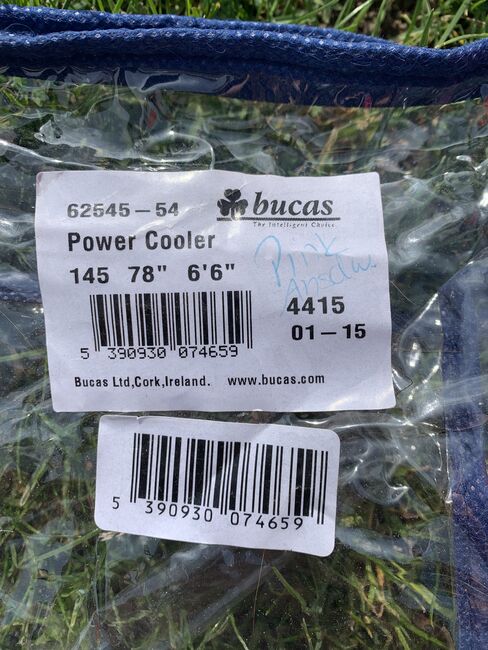 62545-54
bucas
The Intelligent Choice
Power Cooler
Pink
145 78" 6'6"
4415
01-15
5 390930 074659
Bucas Ltd,Cork,Ireland. www.bucas.com
5 390930 074659